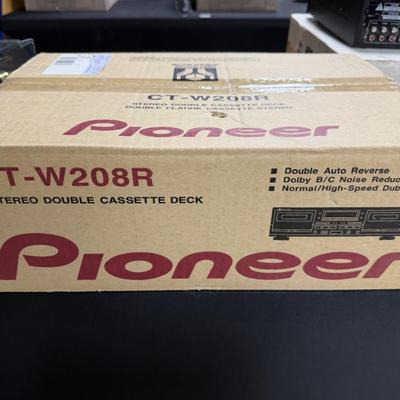 CT-W208R
STEREO DOUBLE CASSETTE DECK
DOUBLE PLATINE CASSETTE STEREO
Pioneer
T-W208R
STEREO DOUBLE CASSETTE DECK
■ Double Auto Reverse
■ Dolby B/C Noise Reduc
■ Normal/High-Speed Dub
Pioneer